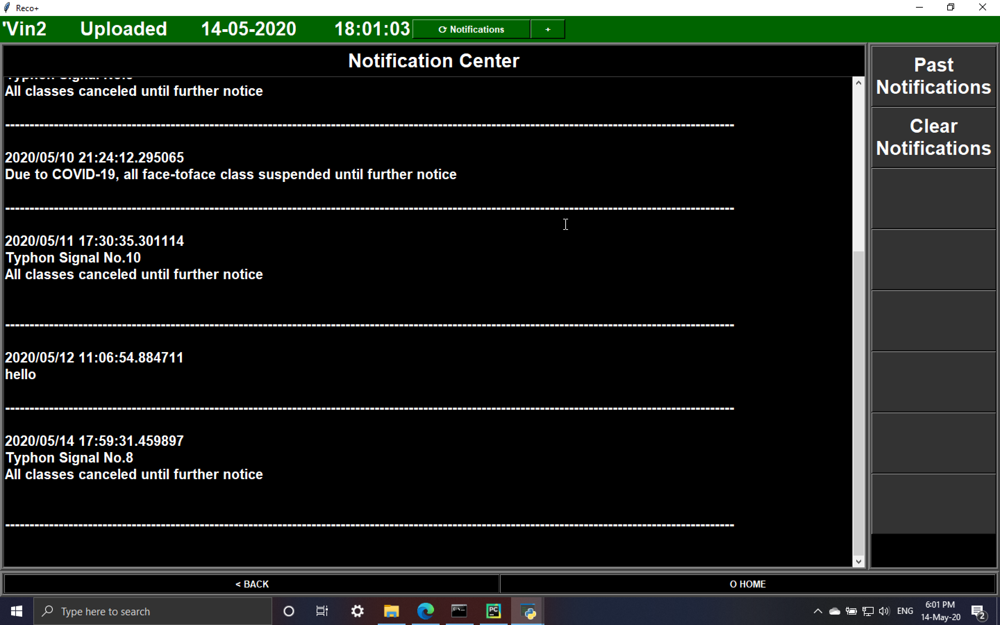 Reco+
'Vin2 Uploaded 14-05-2020 18:01:03 ⟳ Notifications +
Notification Center
All classes canceled until further notice
--------------------------------------------------------------------------------
2020/05/10 21:24:12.295065
Due to COVID-19, all face-toface class suspended until further notice
--------------------------------------------------------------------------------
2020/05/11 17:30:35.301114
Typhon Signal No.10
All classes canceled until further notice
--------------------------------------------------------------------------------
2020/05/12 11:06:54.884711
hello
--------------------------------------------------------------------------------
2020/05/14 17:59:31.459897
Typhon Signal No.8
All classes canceled until further notice
--------------------------------------------------------------------------------
Past
Notifications
Clear
Notifications
< BACK
O HOME
Type here to search
PC
ENG
6:01 PM
14-May-20
2